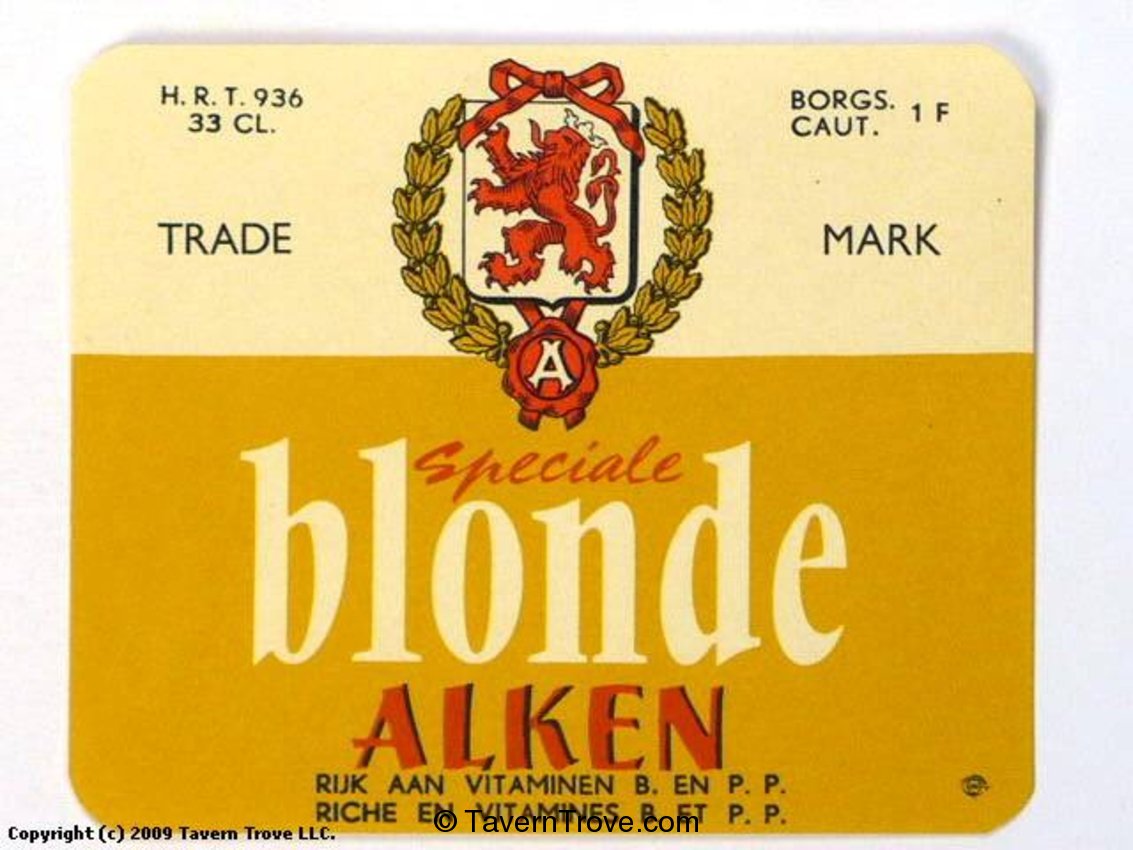 H. R. T. 936
33 CL.
BORGS. 1 F
CAUT.
TRADE
MARK
A
Speciale
blonde
ALKEN
RIJK AAN VITAMINEN B. EN P. P.
RICHE EN VITAMINES B. ET P. P.
© TavernTrove.com
Copyright (c) 2009 Tavern Trove LLC.